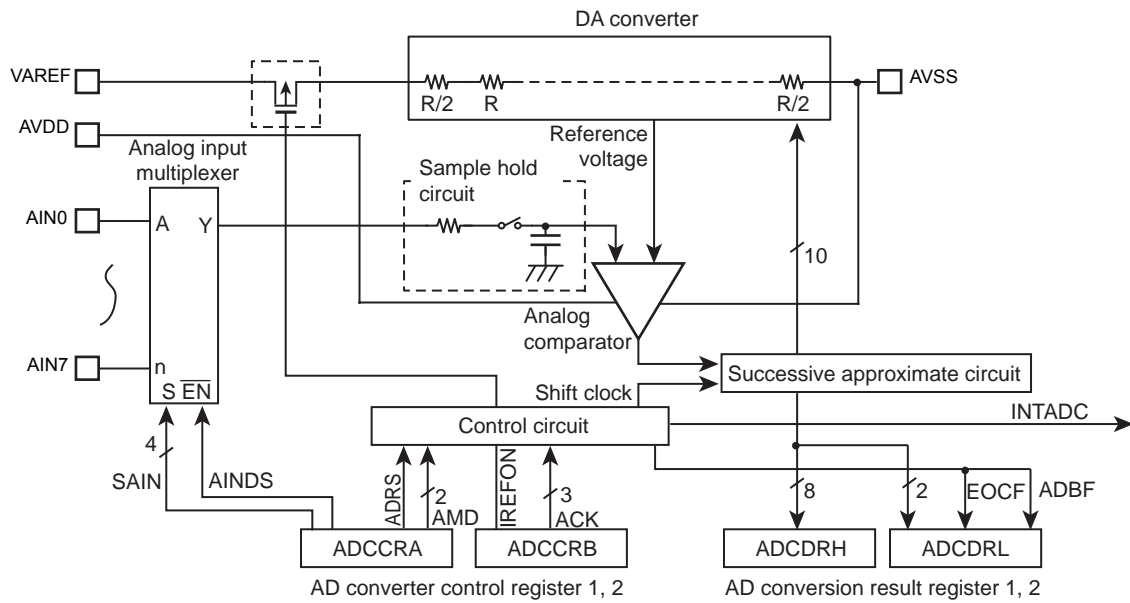 DA converter
VAREF
AVSS
R/2
R
R/2
AVDD
Analog input
multiplexer
Reference
voltage
Sample hold
circuit
AIN0
A
Y
10
Analog
comparator
AIN7
n
S
EN
Successive approximate circuit
Shift clock
INTADC
Control circuit
4
SAIN
AINDS
ADRS
2
AMD
IREFON
3
ACK
8
2
EOCF
ADBF
ADCCRA
ADCCRB
ADCDRH
ADCDRL
AD converter control register 1, 2
AD conversion result register 1, 2